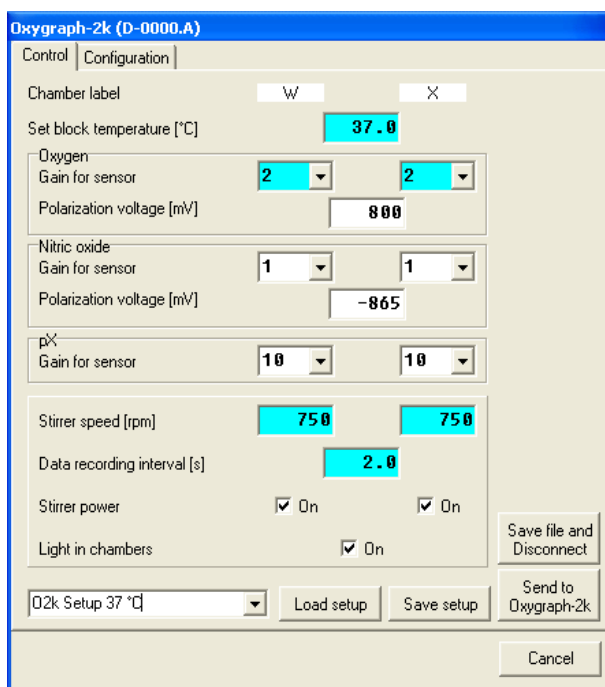 Oxygraph-2k (D-0000.A)
Control Configuration
Chamber label W X
Set block temperature [°C] 37.0
Oxygen
Gain for sensor 2 2
Polarization voltage [mV] 800
Nitric oxide
Gain for sensor 1 1
Polarization voltage [mV] -865
pX
Gain for sensor 10 10
Stirrer speed [rpm] 750 750
Data recording interval [s] 2.0
Stirrer power On On
Light in chambers On
Save file and
Disconnect
O2k Setup 37 °C Load setup Save setup
Send to
Oxygraph-2k
Cancel